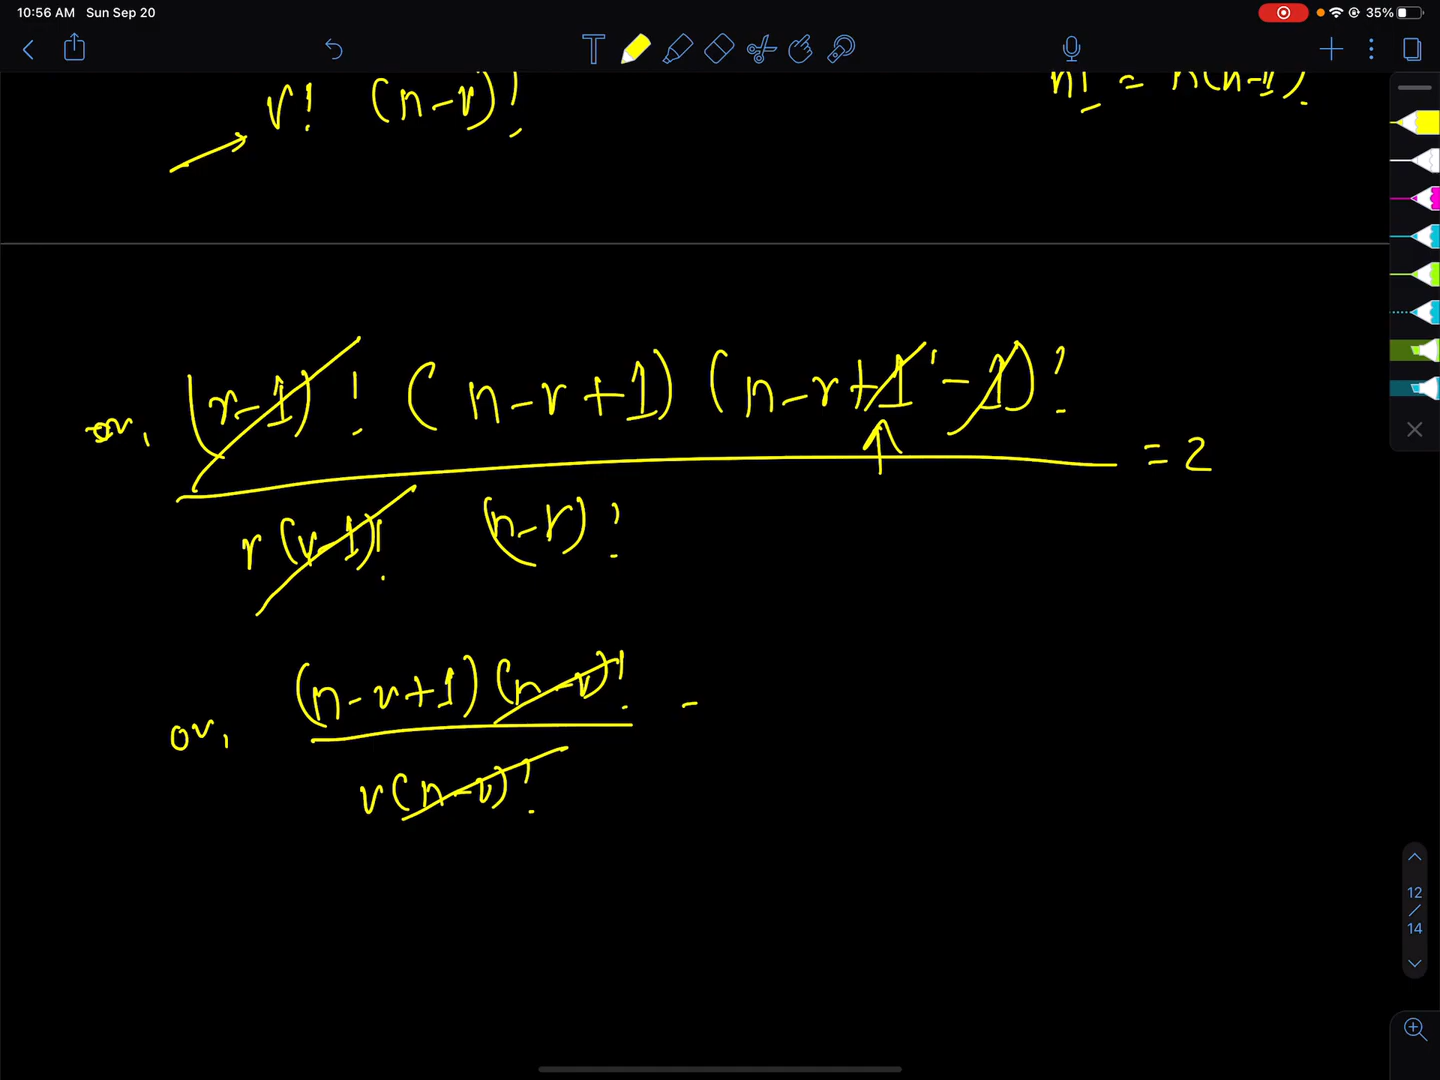 10:56 AM Sun Sep 20
35%
r! (n-r)!
n! = n(n-1)!
or, (r-1)! (n-r+1) (n-r+1-1)! = 2
r(r-1)! (n-r)!
or, (n-r+1)(n-r)! =
r(n-r)!
12
/
14